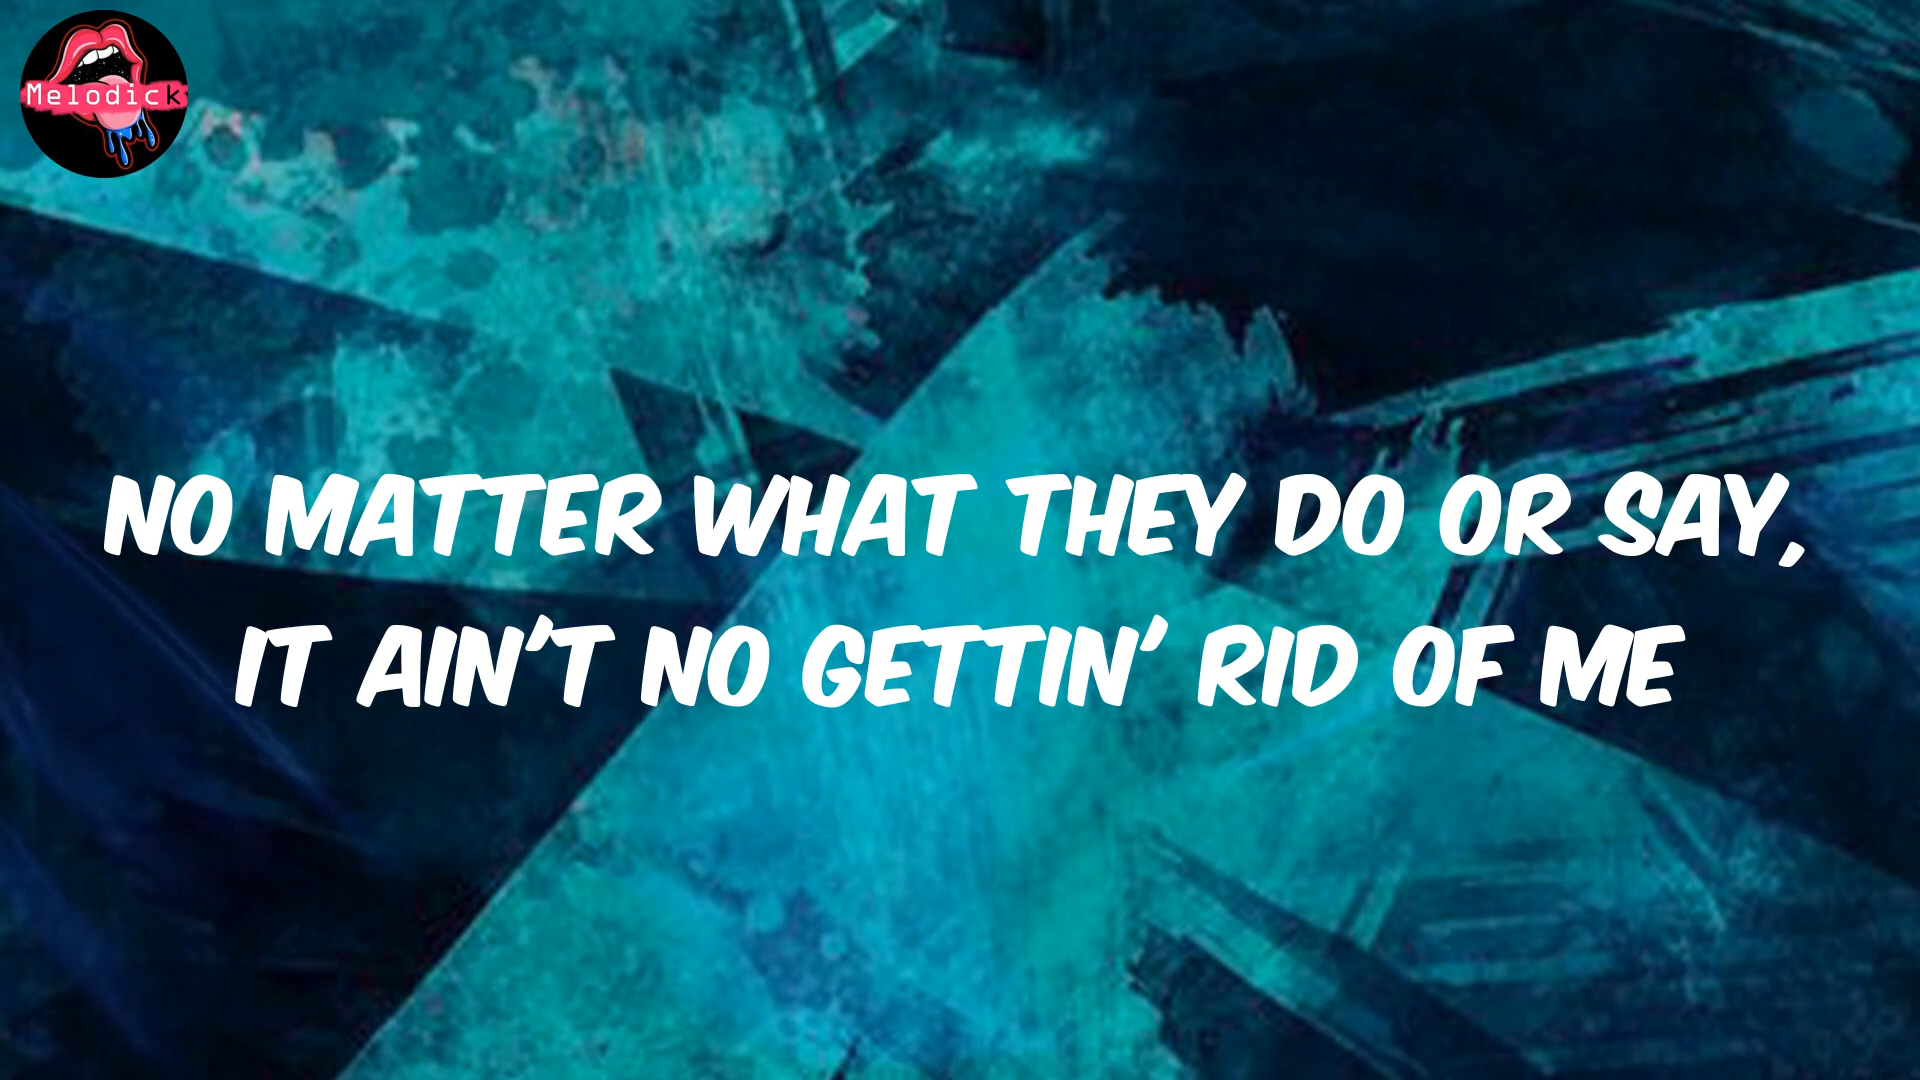 Melodick
NO MATTER WHAT THEY DO OR SAY,
IT AIN'T NO GETTIN' RID OF ME